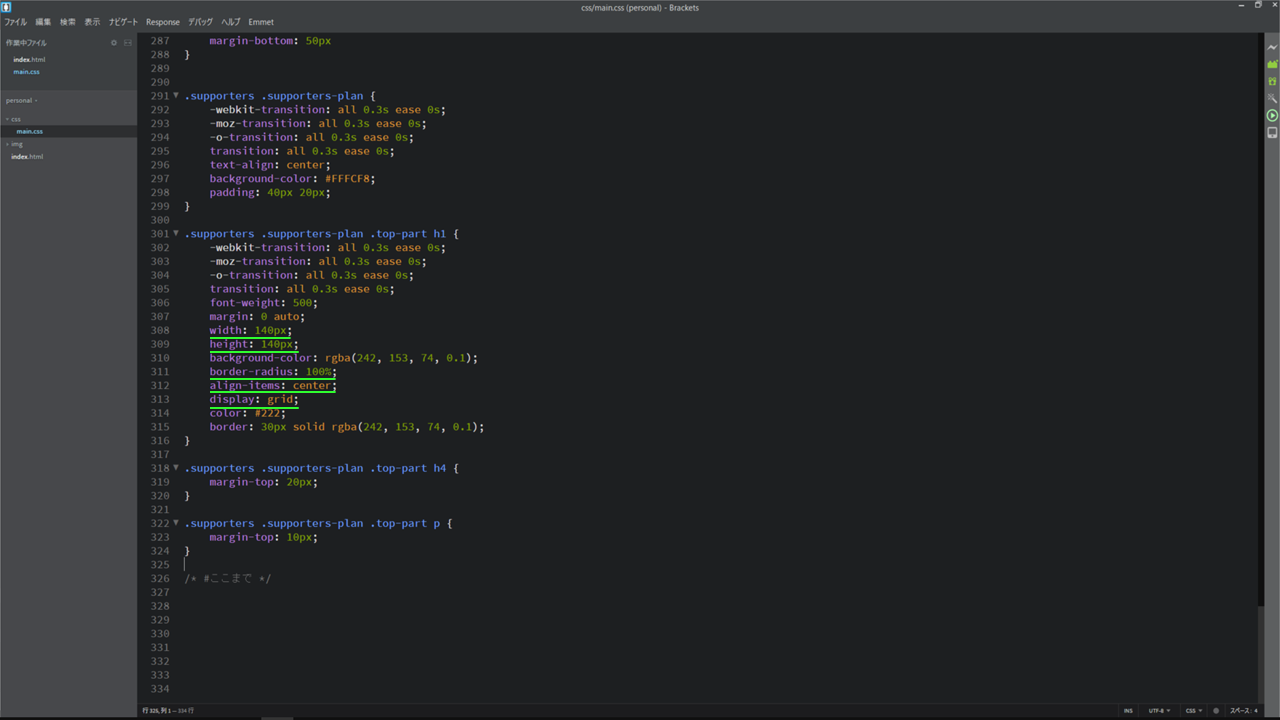 css/main.css (personal) - Brackets
ファイル 編集 検索 表示 ナビゲート Response デバッグ ヘルプ Emmet
作業中ファイル
index.html
main.css
personal
css
main.css
img
index.html
287 margin-bottom: 50px
288 }
289
290
291 .supporters .supporters-plan {
292 -webkit-transition: all 0.3s ease 0s;
293 -moz-transition: all 0.3s ease 0s;
294 -o-transition: all 0.3s ease 0s;
295 transition: all 0.3s ease 0s;
296 text-align: center;
297 background-color: #FFFCF8;
298 padding: 40px 20px;
299 }
300
301 .supporters .supporters-plan .top-part h1 {
302 -webkit-transition: all 0.3s ease 0s;
303 -moz-transition: all 0.3s ease 0s;
304 -o-transition: all 0.3s ease 0s;
305 transition: all 0.3s ease 0s;
306 font-weight: 500;
307 margin: 0 auto;
308 width: 140px;
309 height: 140px;
310 background-color: rgba(242, 153, 74, 0.1);
311 border-radius: 100%;
312 align-items: center;
313 display: grid;
314 color: #222;
315 border: 30px solid rgba(242, 153, 74, 0.1);
316 }
317
318 .supporters .supporters-plan .top-part h4 {
319 margin-top: 20px;
320 }
321
322 .supporters .supporters-plan .top-part p {
323 margin-top: 10px;
324 }
325
326 /* #ここまで */
327
328
329
330
331
332
333
334
行 325, 列 1 — 334 行
INS UTF-8 CSS スペース: 4